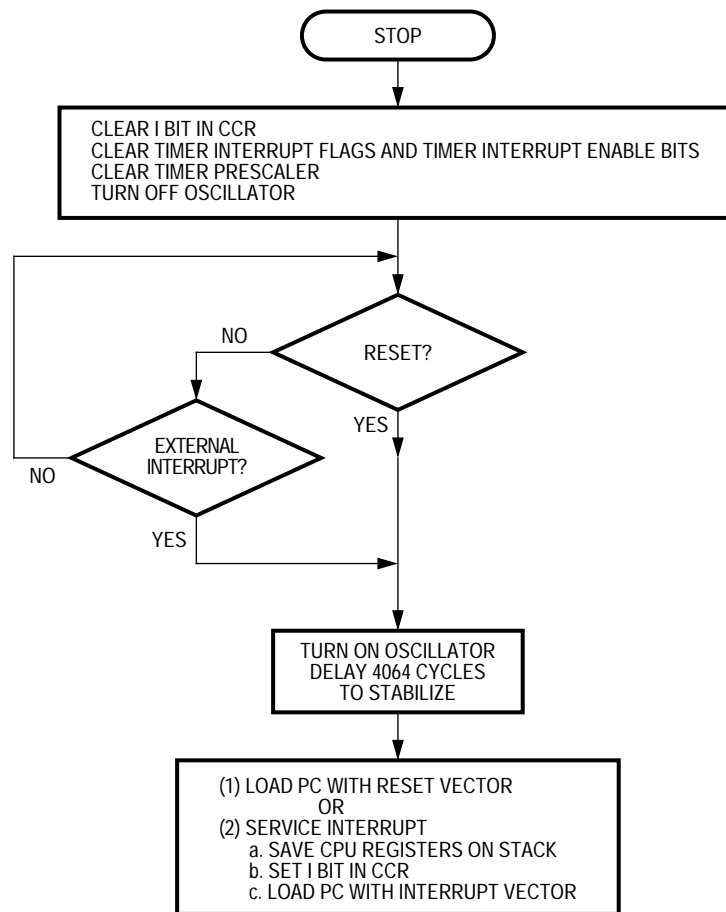 STOP
CLEAR I BIT IN CCR
CLEAR TIMER INTERRUPT FLAGS AND TIMER INTERRUPT ENABLE BITS
CLEAR TIMER PRESCALER
TURN OFF OSCILLATOR
RESET?
NO
YES
EXTERNAL
INTERRUPT?
NO
YES
TURN ON OSCILLATOR
DELAY 4064 CYCLES
TO STABILIZE
(1) LOAD PC WITH RESET VECTOR
OR
(2) SERVICE INTERRUPT
a. SAVE CPU REGISTERS ON STACK
b. SET I BIT IN CCR
c. LOAD PC WITH INTERRUPT VECTOR